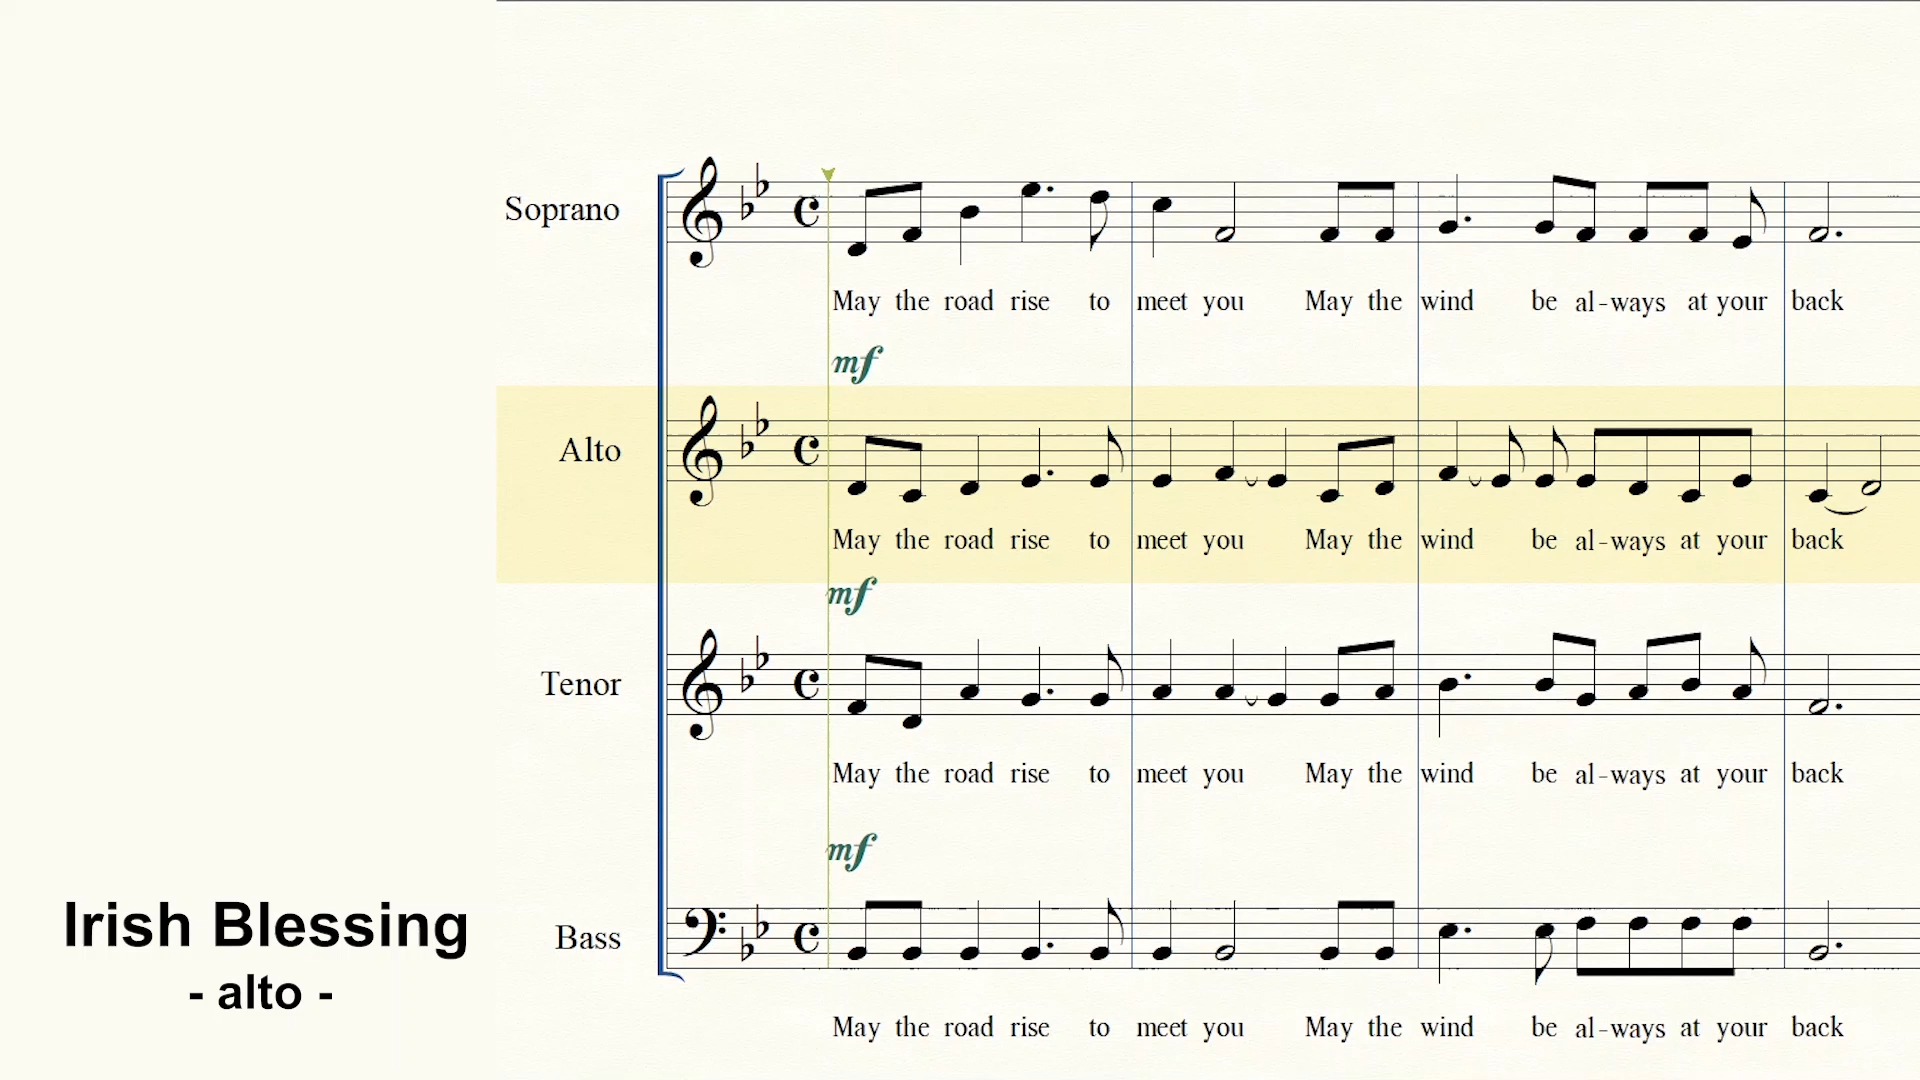 Soprano
May the road rise to meet you May the wind be al-ways at your back
mf
Alto
May the road rise to meet you May the wind be al-ways at your back
mf
Tenor
May the road rise to meet you May the wind be al-ways at your back
mf
Bass
May the road rise to meet you May the wind be al-ways at your back
Irish Blessing
- alto -